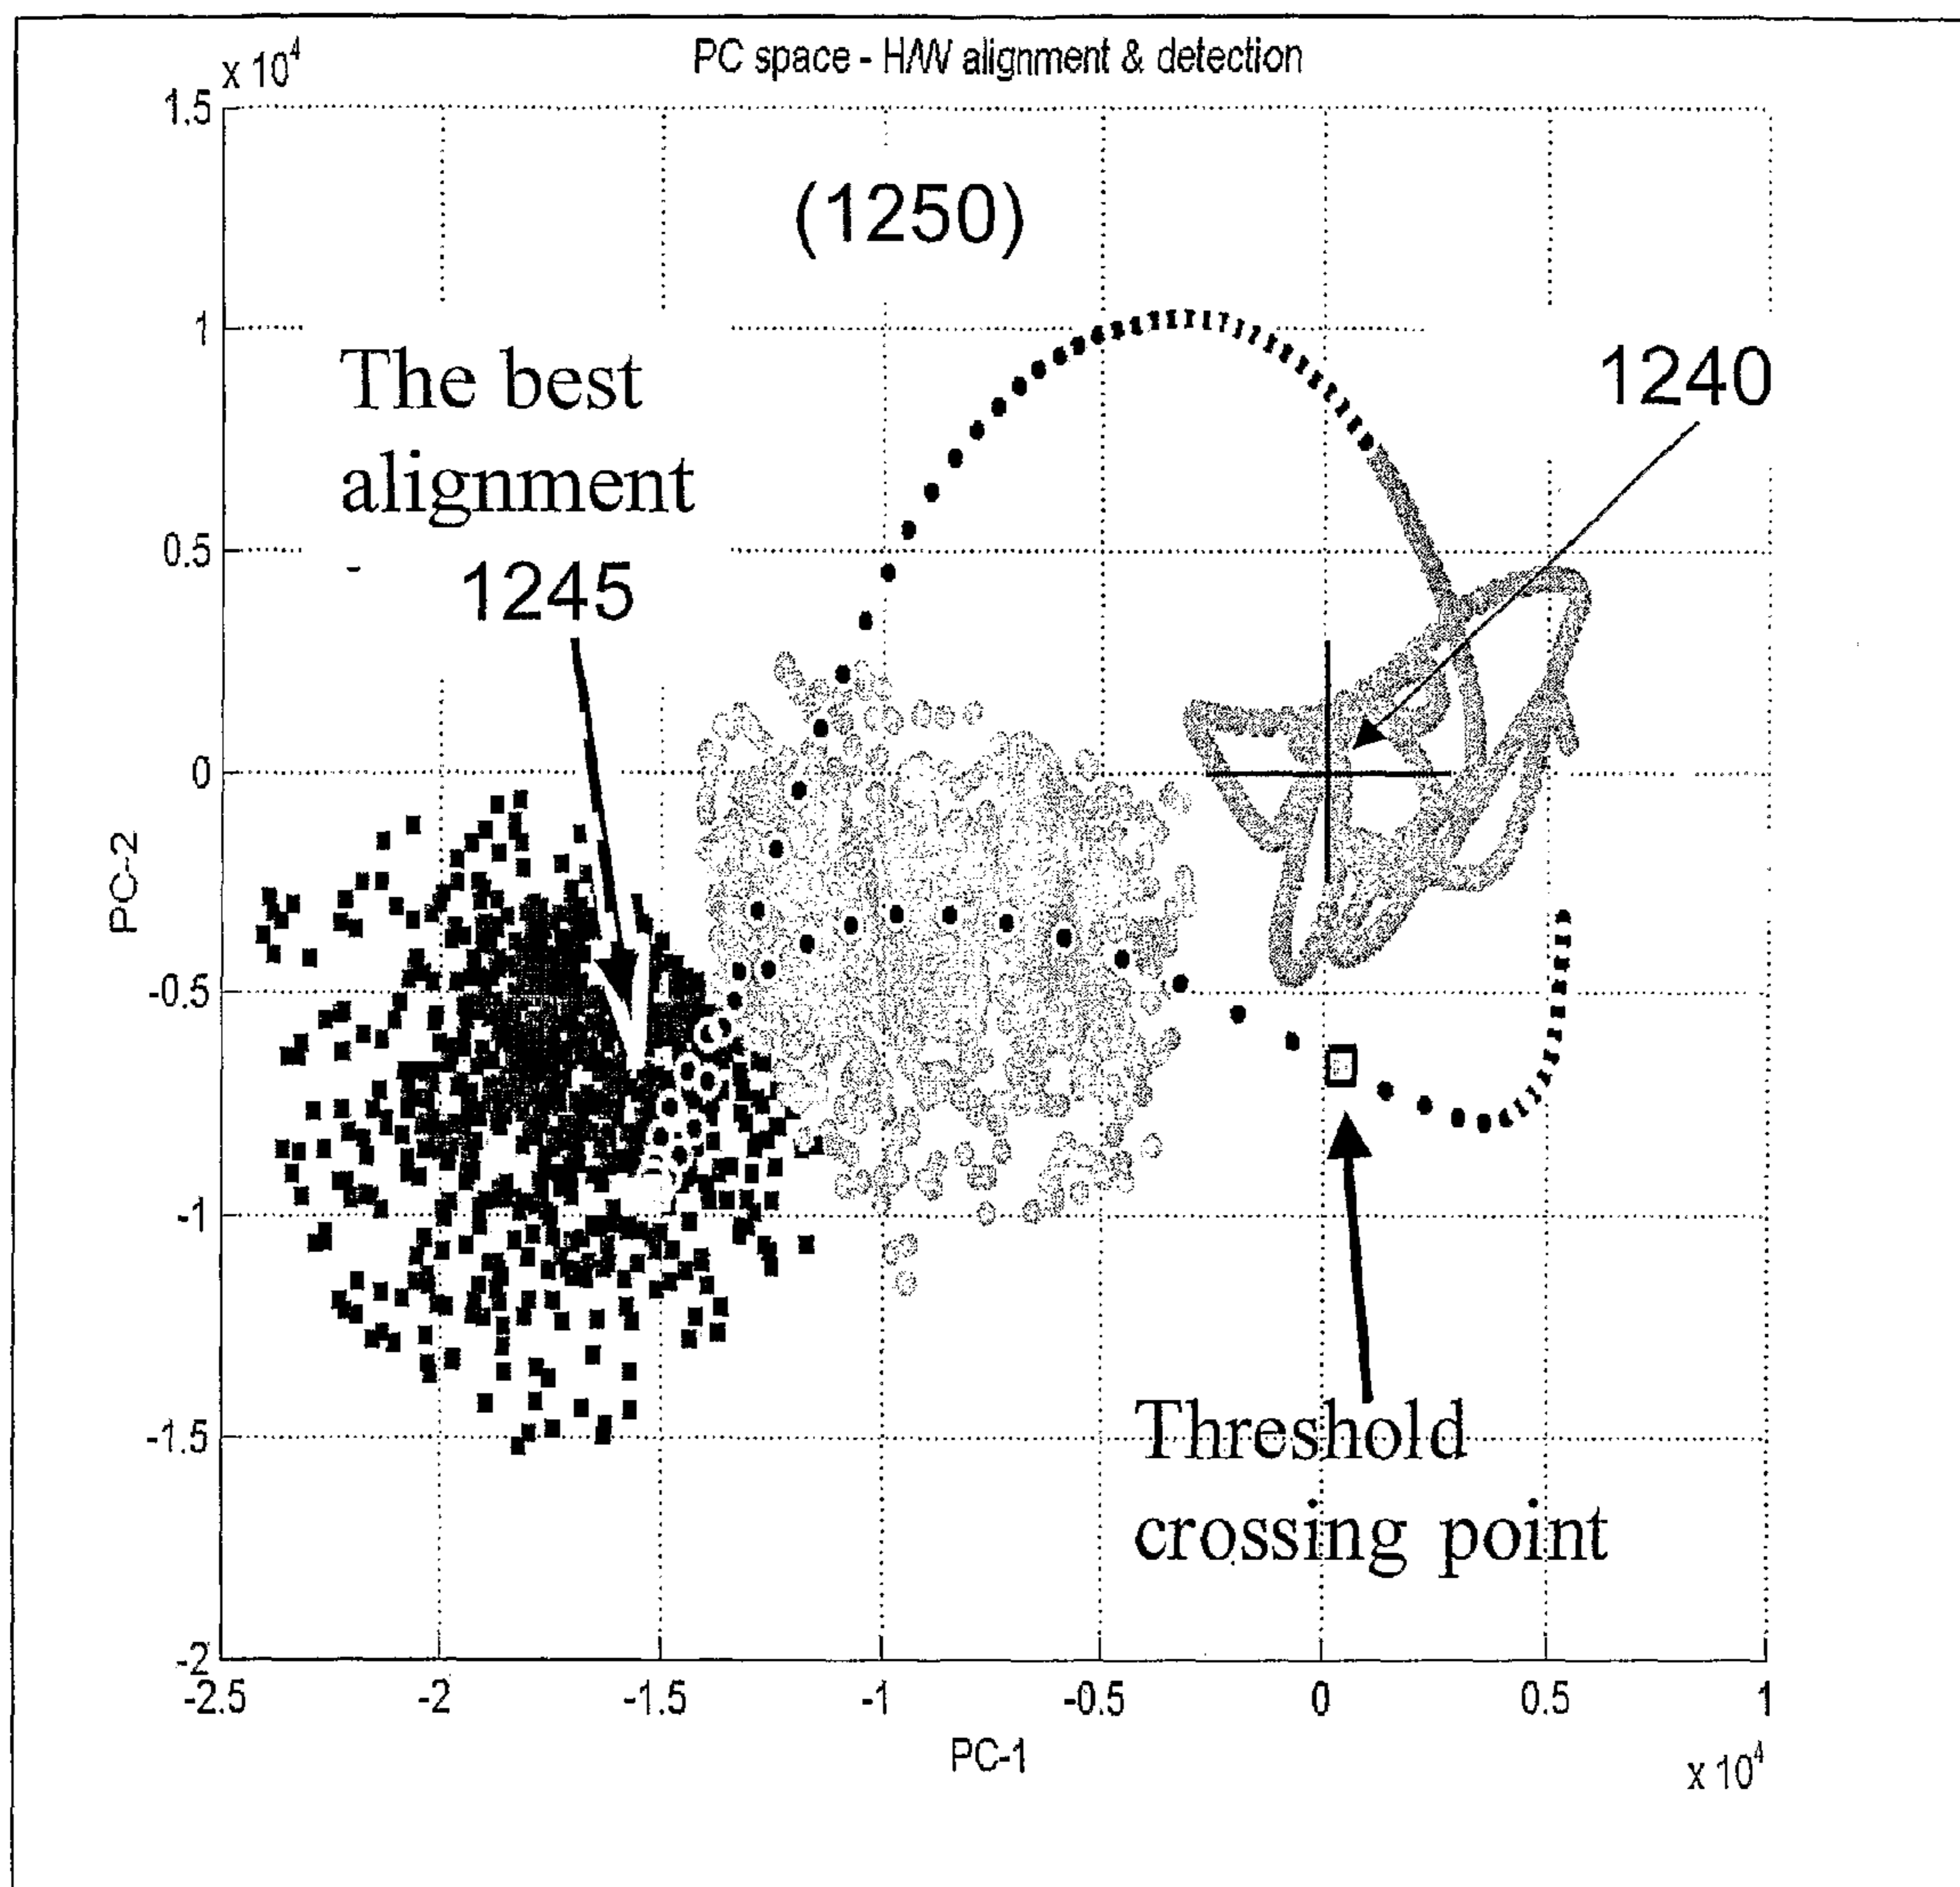 PC space - H/W alignment & detection
x 10^4
1.5
(1250)
1
The best
alignment
1240
0.5
1245
0
PC-2
-0.5
-1
Threshold
-1.5
crossing point
-2
-2.5 -2 -1.5 -1 -0.5 0 0.5 1
PC-1
x 10^4